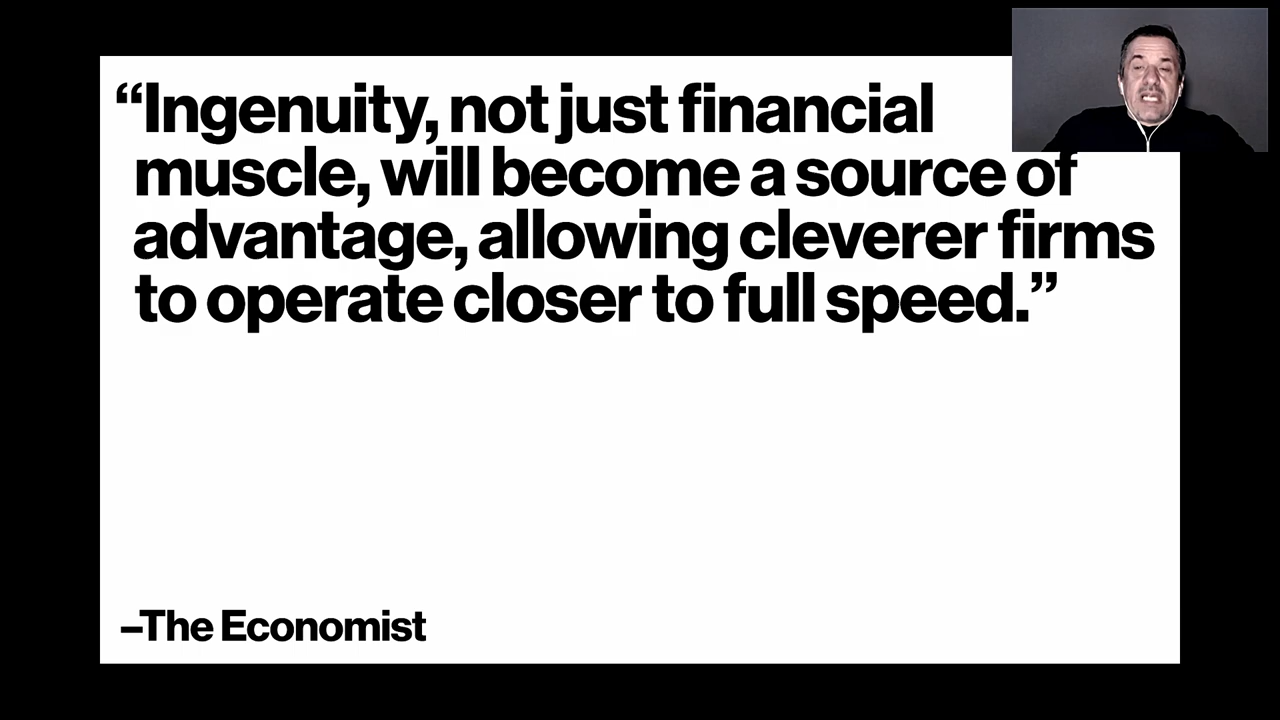 “Ingenuity, not just financial
muscle, will become a source of
advantage, allowing cleverer firms
to operate closer to full speed.”
–The Economist